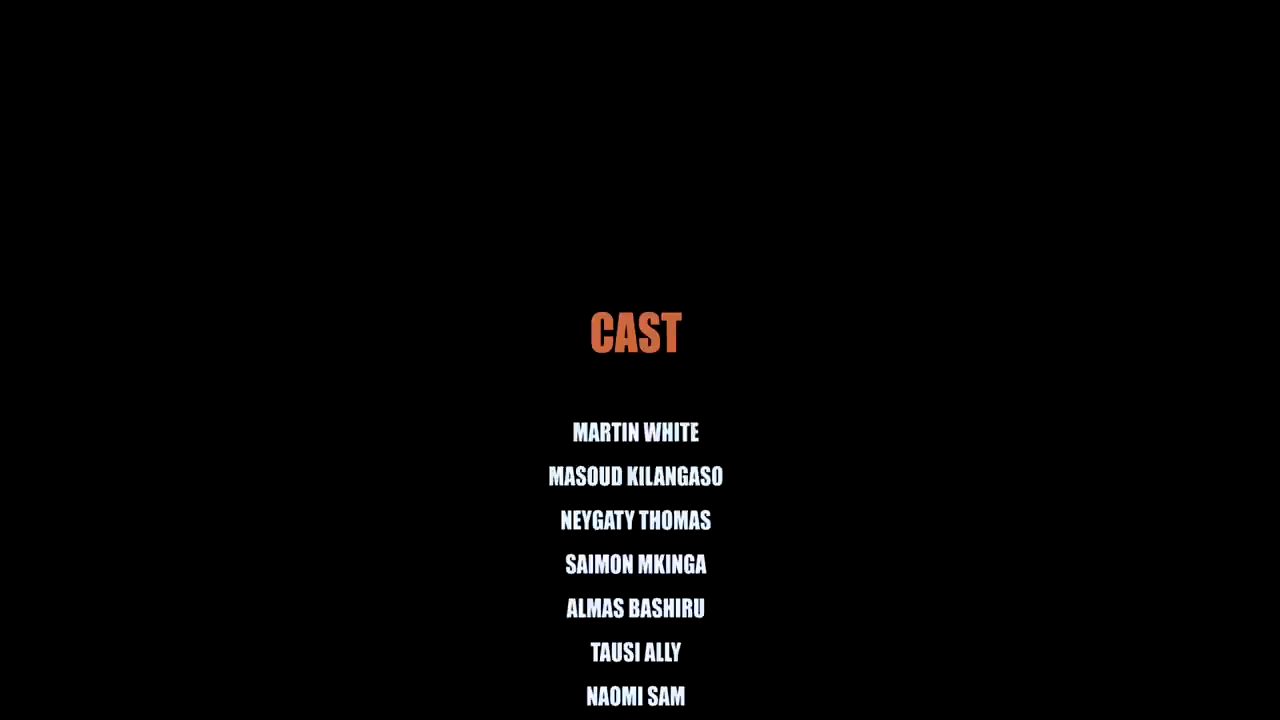 CAST
MARTIN WHITE
MASOUD KILANGASO
NEYGATY THOMAS
SAIMON MKINGA
ALMAS BASHIRU
TAUSI ALLY
NAOMI SAM